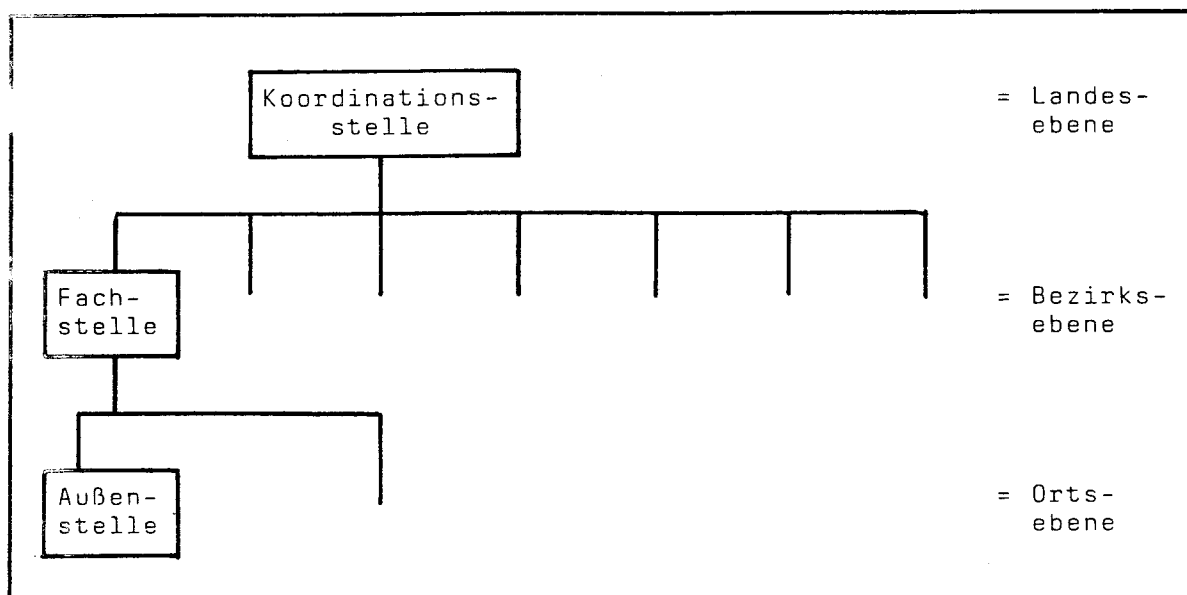 Koordinations-
stelle
= Landes-
ebene
Fach-
stelle
= Bezirks-
ebene
Außen-
stelle
= Orts-
ebene